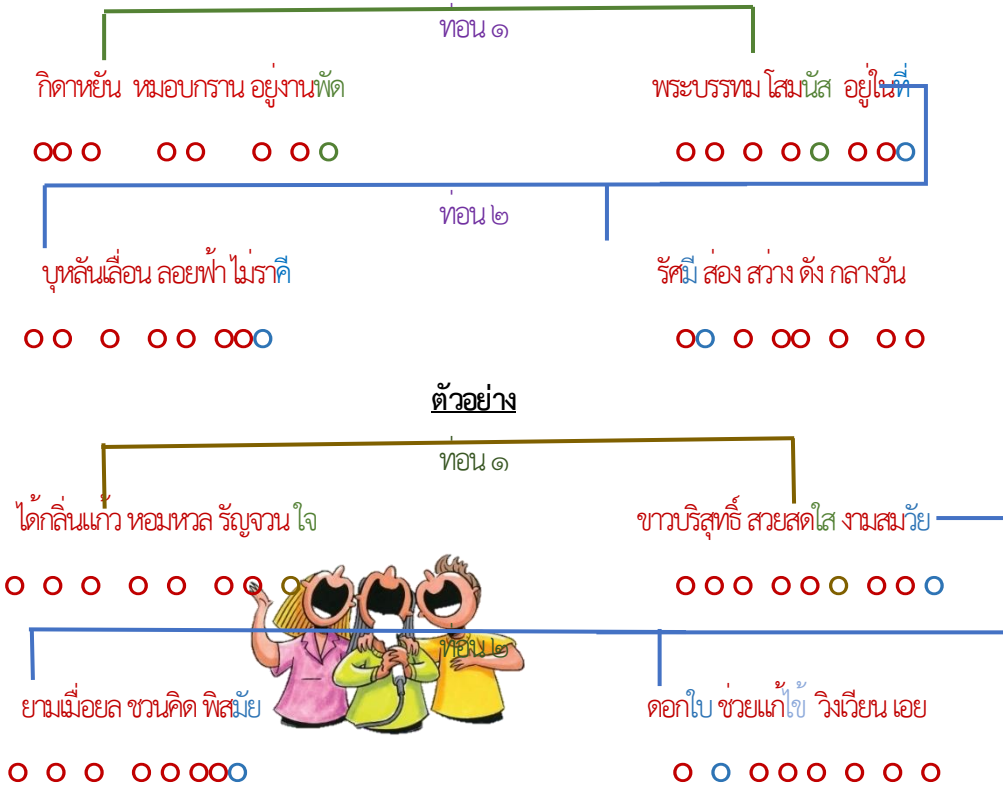 ทอน ๑
กิดาหยัน หมอบกราน อยู่งานพัด พระบรรทม โสมนัส อยู่ในที่
ท่อน ๒
บุหลันเลื่อน ลอยฟ้า ไม่ราคี รัศมี ส่อง สว่าง ดัง กลางวัน
ตัวอย่าง
ทอน ๑
ได้กลิ่นแก้ว หอมหวล รัญจวน ใจ ขาวบริสุทธิ์ สวยสดใส งามสมวัย
ท่อน ๒
ยามเมื่อยล ชวนคิด พิสมัย ดอกใบ ช่วยแก้ไข้ วิงเวียน เอย